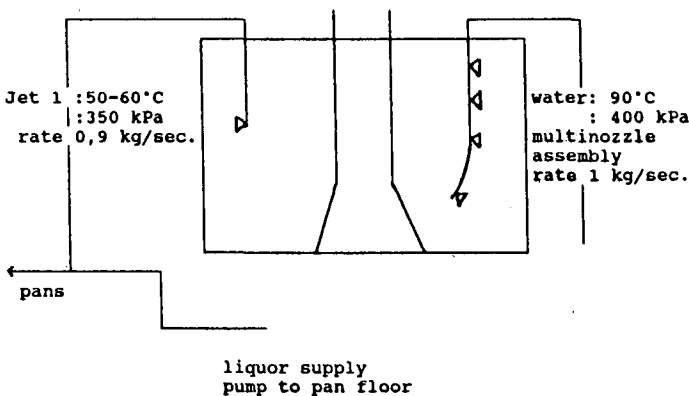 Jet 1 :50-60°C
:350 kPa
rate 0,9 kg/sec.
water: 90°C
: 400 kPa
multinozzle
assembly
rate 1 kg/sec.
pans
liquor supply
pump to pan floor